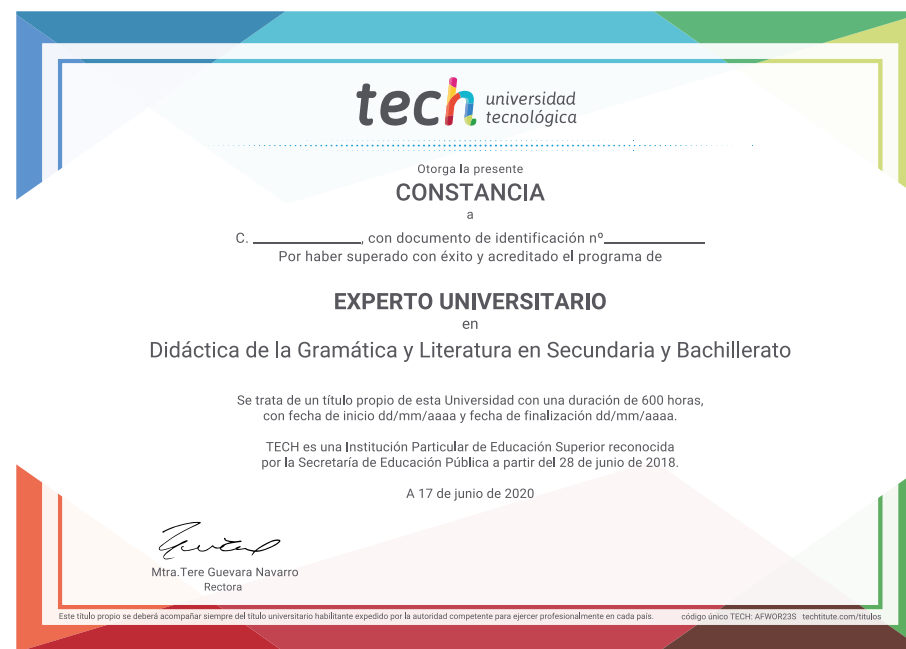 tech universidad
tecnológica
Otorga la presente
CONSTANCIA
a
C. ____________, con documento de identificación nº____________
Por haber superado con éxito y acreditado el programa de
EXPERTO UNIVERSITARIO
en
Didáctica de la Gramática y Literatura en Secundaria y Bachillerato
Se trata de un título propio de esta Universidad con una duración de 600 horas,
con fecha de inicio dd/mm/aaaa y fecha de finalización dd/mm/aaaa.
TECH es una Institución Particular de Educación Superior reconocida
por la Secretaría de Educación Pública a partir del 28 de junio de 2018.
A 17 de junio de 2020
Mtra.Tere Guevara Navarro
Rectora
Este título propio se deberá acompañar siempre del título universitario habilitante expedido por la autoridad competente para ejercer profesionalmente en cada país. código único TECH: AFWOR23S techtitute.com/titulos